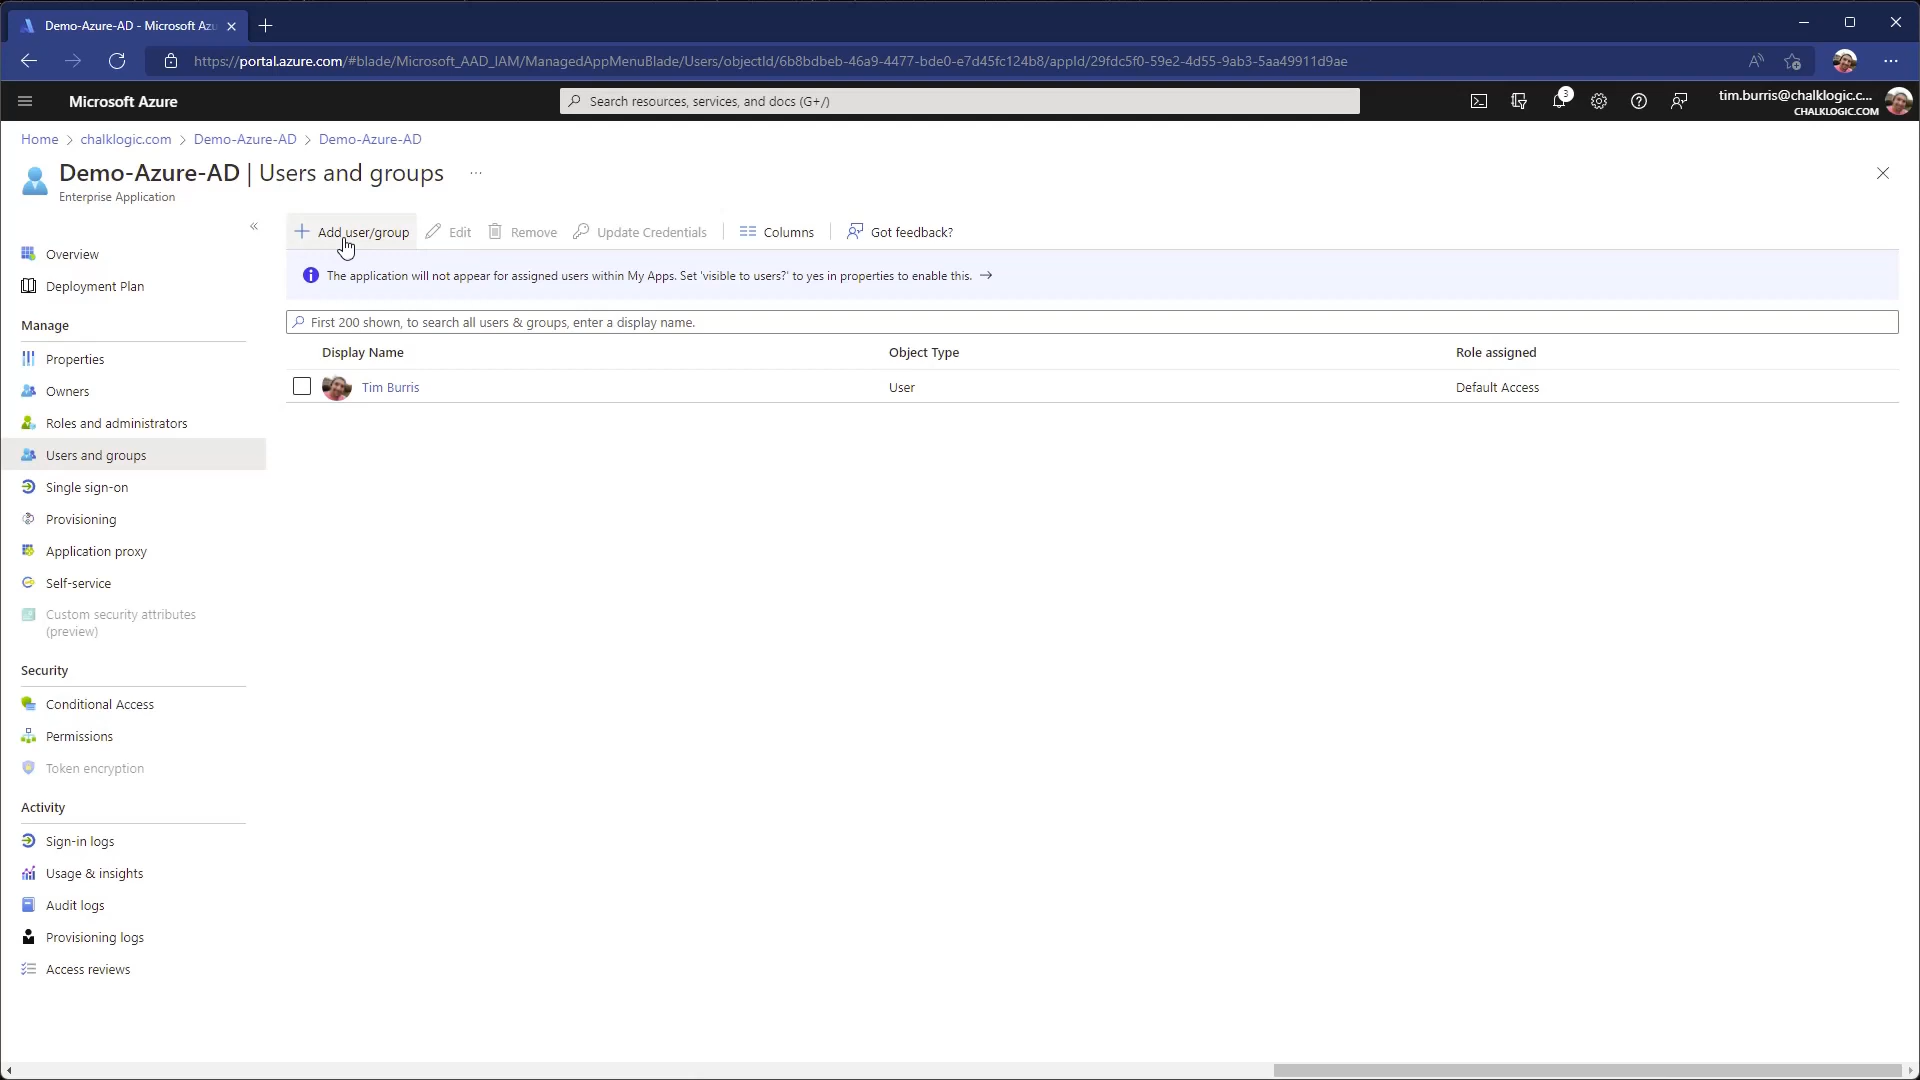 Demo-Azure-AD - Microsoft Azu
https://portal.azure.com/#blade/Microsoft_AAD_IAM/ManagedAppMenuBlade/Users/objectId/6b8bdbeb-46a9-4477-bde0-e7d45fc124b8/appId/29fdc5f0-59e2-4d55-9ab3-5aa49911d9ae
Microsoft Azure
Search resources, services, and docs (G+/)
3
tim.burris@chalklogic.c...
CHALKLOGIC.COM
Home > chalklogic.com > Demo-Azure-AD > Demo-Azure-AD
Demo-Azure-AD | Users and groups ...
Enterprise Application
Add user/group
Edit
Remove
Update Credentials
Columns
Got feedback?
The application will not appear for assigned users within My Apps. Set 'visible to users?' to yes in properties to enable this. →
First 200 shown, to search all users & groups, enter a display name.
Display Name
Object Type
Role assigned
Tim Burris
User
Default Access
Overview
Deployment Plan
Manage
Properties
Owners
Roles and administrators
Users and groups
Single sign-on
Provisioning
Application proxy
Self-service
Custom security attributes
(preview)
Security
Conditional Access
Permissions
Token encryption
Activity
Sign-in logs
Usage & insights
Audit logs
Provisioning logs
Access reviews